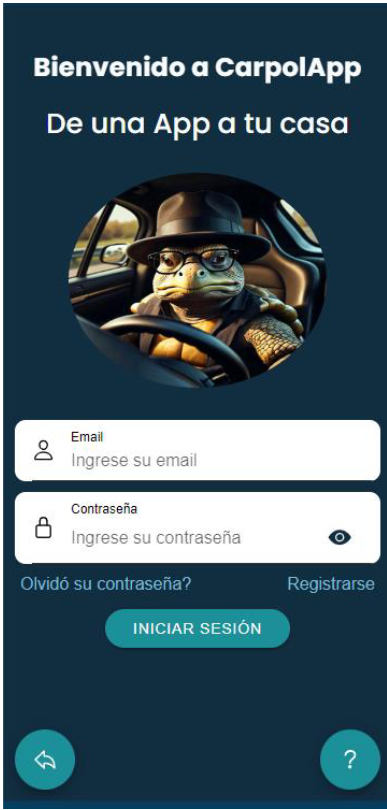 Bienvenido a CarpolApp
De una App a tu casa
Email
Ingrese su email
Contraseña
Ingrese su contraseña
Olvidó su contraseña? Registrarse
INICIAR SESIÓN
?